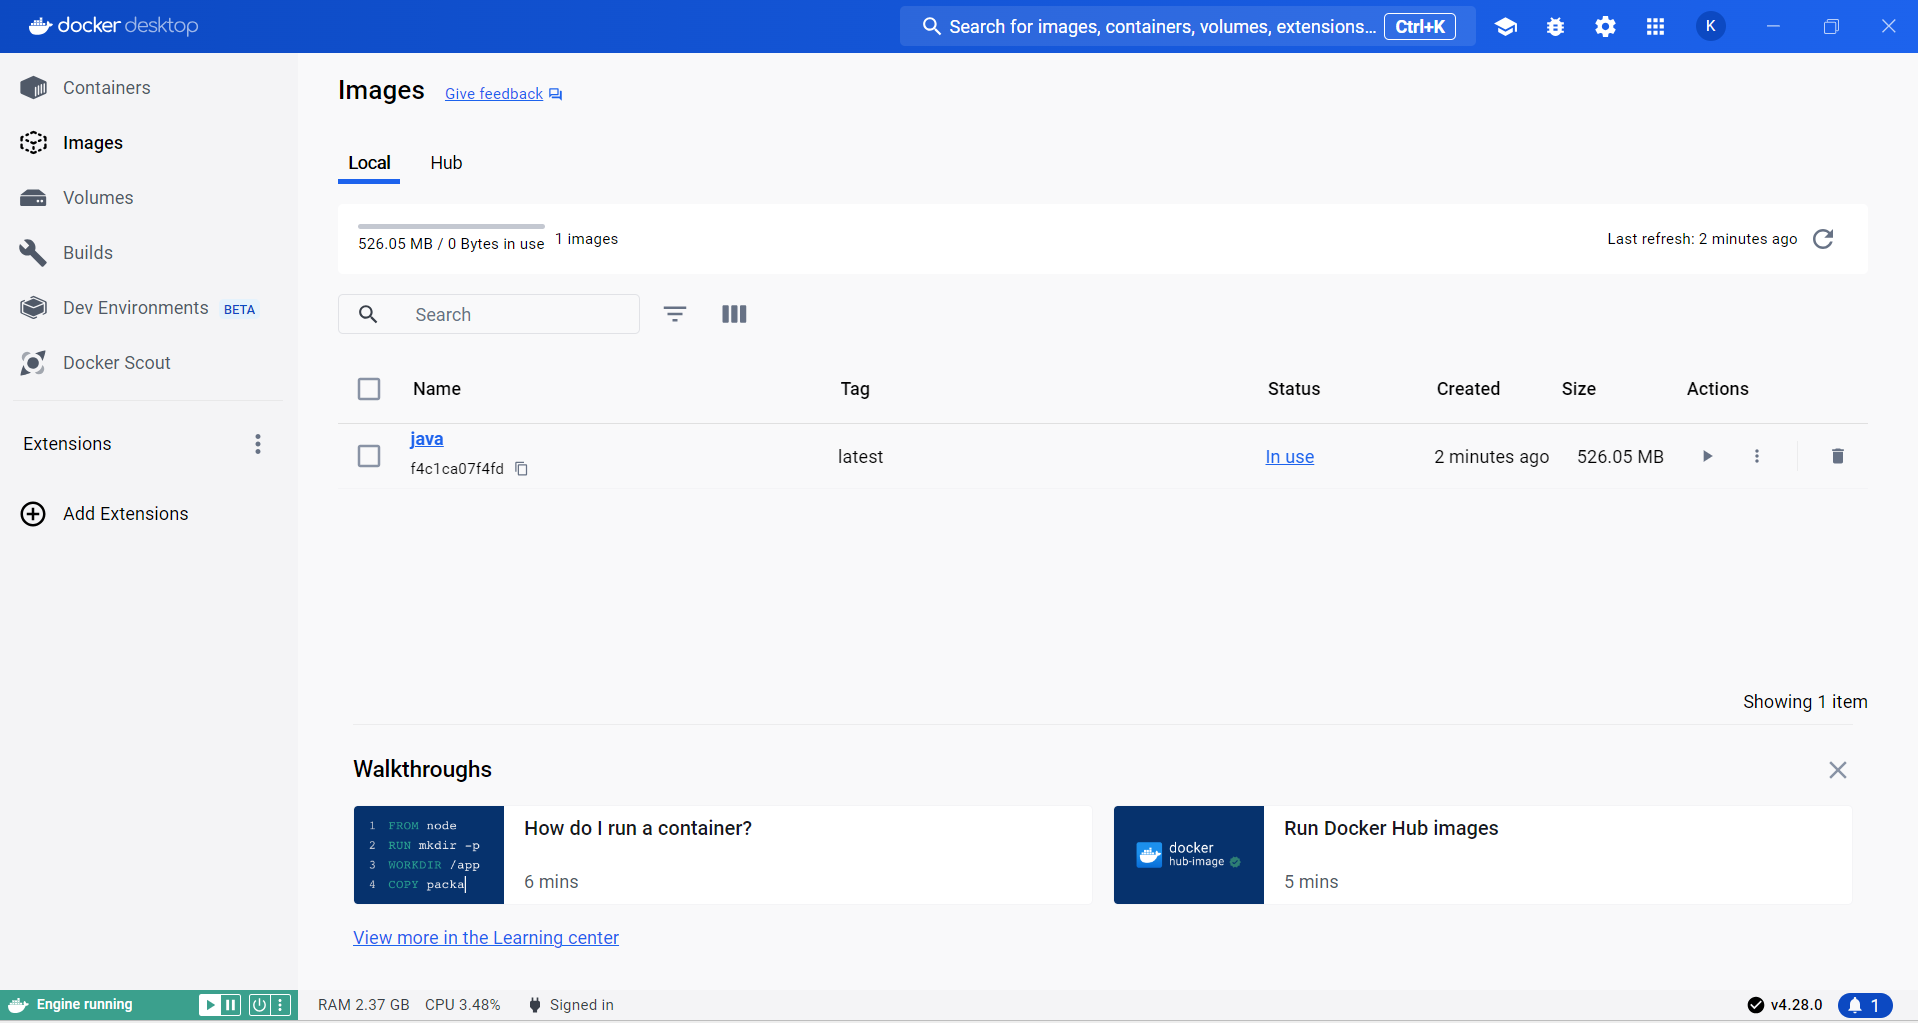 docker desktop
Search for images, containers, volumes, extensions... Ctrl+K
K
Containers
Images
Volumes
Builds
Dev Environments BETA
Docker Scout
Extensions
Add Extensions
Images Give feedback
Local Hub
526.05 MB / 0 Bytes in use 1 images
Last refresh: 2 minutes ago
Search
Name Tag Status Created Size Actions
java
f4c1ca07f4fd
latest In use 2 minutes ago 526.05 MB
Showing 1 item
Walkthroughs
1 FROM node
2 RUN mkdir -p
3 WORKDIR /app
4 COPY packa
How do I run a container?
6 mins
docker
hub-image
Run Docker Hub images
5 mins
View more in the Learning center
Engine running
RAM 2.37 GB CPU 3.48% Signed in
v4.28.0
1